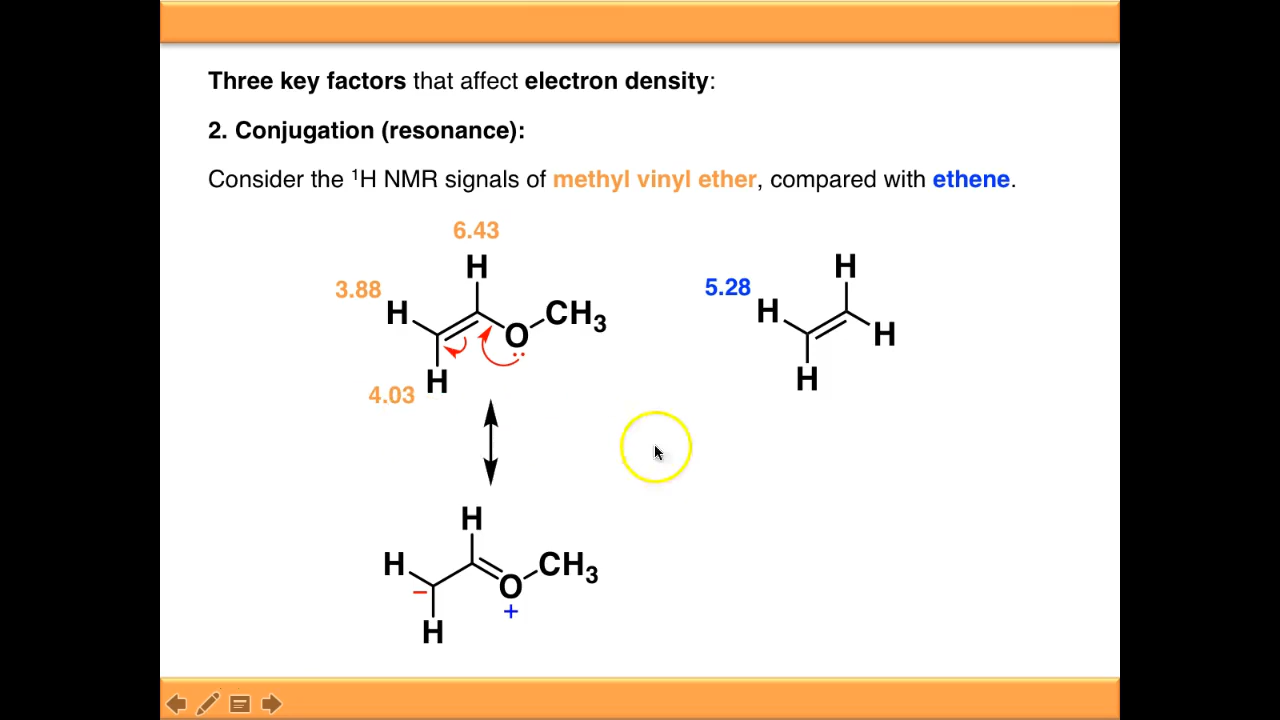 Three key factors that affect electron density:
2. Conjugation (resonance):
Consider the ¹H NMR signals of methyl vinyl ether, compared with ethene.
6.43
H
3.88
H
O
CH₃
H
4.03
5.28
H
H
H
H
H
H
CH₃
O
−
+
H